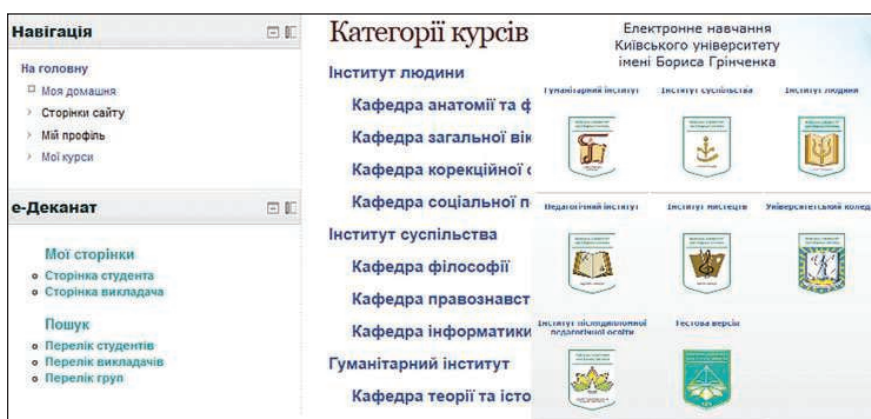 Навігація
На головну
Моя домашня
Сторінки сайту
Мій профіль
Мої курси
е-Деканат
Мої сторінки
Сторінка студента
Сторінка викладача
Пошук
Перелік студентів
Перелік викладачів
Перелік груп
Категорії курсів
Інститут людини
Кафедра анатомії та ф
Кафедра загальної вік
Кафедра корекційної
Кафедра соціальної п
Інститут суспільства
Кафедра філософії
Кафедра правознавст
Кафедра інформатики
Гуманітарний інститут
Кафедра теорії та істо
Електронне навчання
Київського університету
імені Бориса Грінченка
Гуманітарний інститут
Інститут суспільства
Інститут людини
Педагогічний інститут
Інститут мистецтв
Університетський колед
Інститут післядипломної
педагогічної освіти
Тестова версія